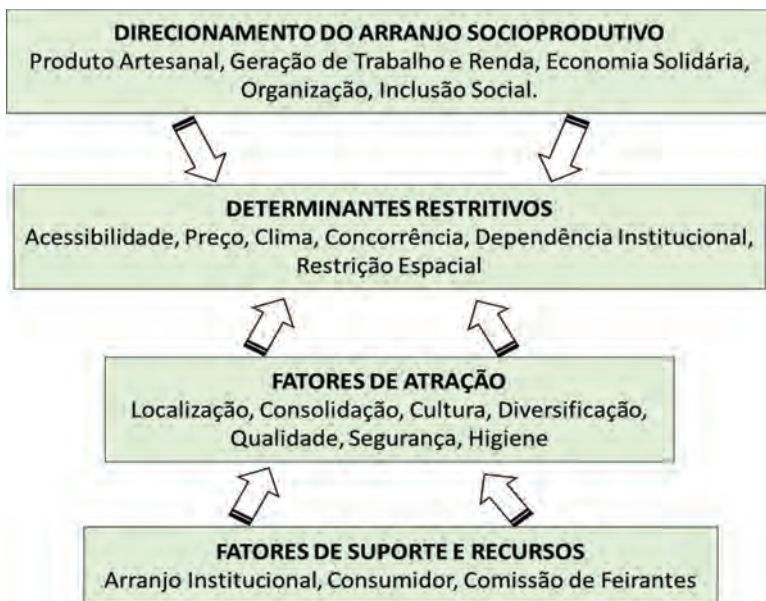 DIRECIONAMENTO DO ARRANJO SOCIOPRODUTIVO
Produto Artesanal, Geração de Trabalho e Renda, Economia Solidária,
Organização, Inclusão Social.
DETERMINANTES RESTRITIVOS
Acessibilidade, Preço, Clima, Concorrência, Dependência Institucional,
Restrição Espacial
FATORES DE ATRAÇÃO
Localização, Consolidação, Cultura, Diversificação,
Qualidade, Segurança, Higiene
FATORES DE SUPORTE E RECURSOS
Arranjo Institucional, Consumidor, Comissão de Feirantes